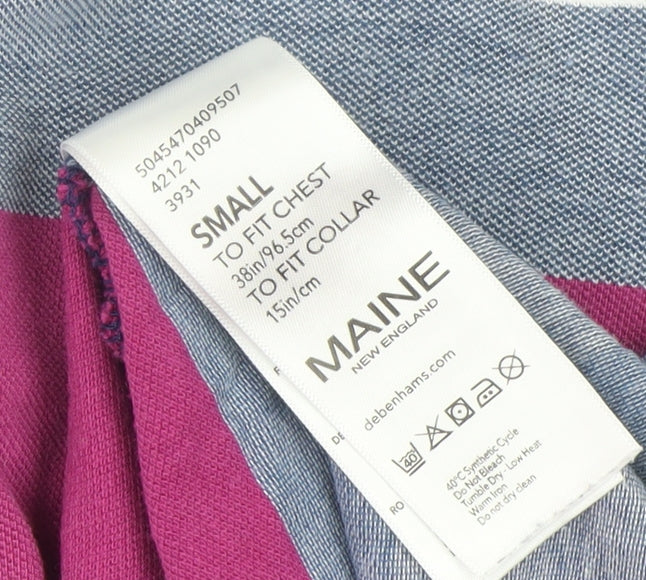 5045470409507
4212 1090
3931
SMALL
TO FIT CHEST
38in/96.5cm
TO FIT COLLAR
15in/cm
MAINE
NEW ENGLAND
debenhams.com
40
40°C Synthetic Cycle
Do Not Bleach
Tumble Dry - Low Heat
Warm Iron
Do not dry clean
DE
RO